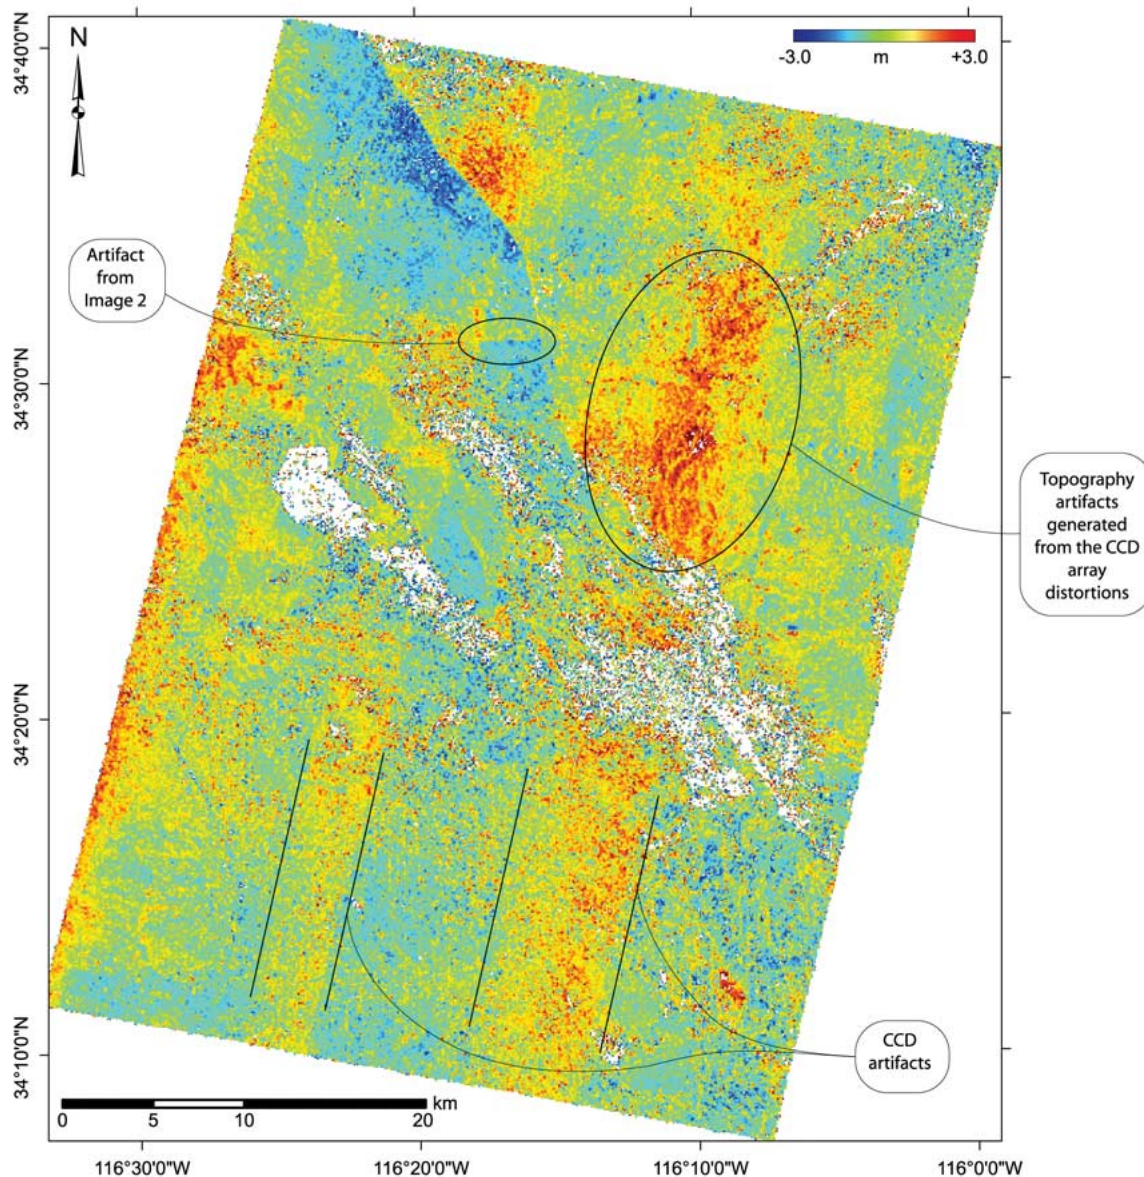 N
-3.0 m +3.0
34°40'0"N
34°30'0"N
34°20'0"N
34°10'0"N
Artifact
from
Image 2
Topography
artifacts
generated
from the CCD
array
distortions
CCD
artifacts
0 5 10 20 km
116°30'0"W 116°20'0"W 116°10'0"W 116°0'0"W